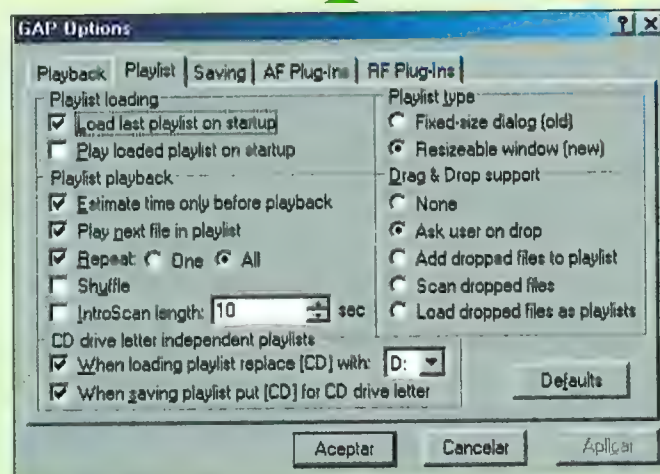 GAP Options
Playback Playlist Saving AF Plug-Ins RF Plug-Ins
Playlist loading
Load last playlist on startup
Play loaded playlist on startup
Playlist playback
Estimate time only before playback
Play next file in playlist
Repeat: One All
Shuffle
IntroScan length: 10 sec
CD drive letter independent playlists
When loading playlist replace [CD] with: D:
When saving playlist put [CD] for CD drive letter
Playlist type
Fixed-size dialog (old)
Resizeable window (new)
Drag & Drop support
None
Ask user on drop
Add dropped files to playlist
Scan dropped files
Load dropped files as playlists
Defaults
Aceptar Cancelar Aplicar